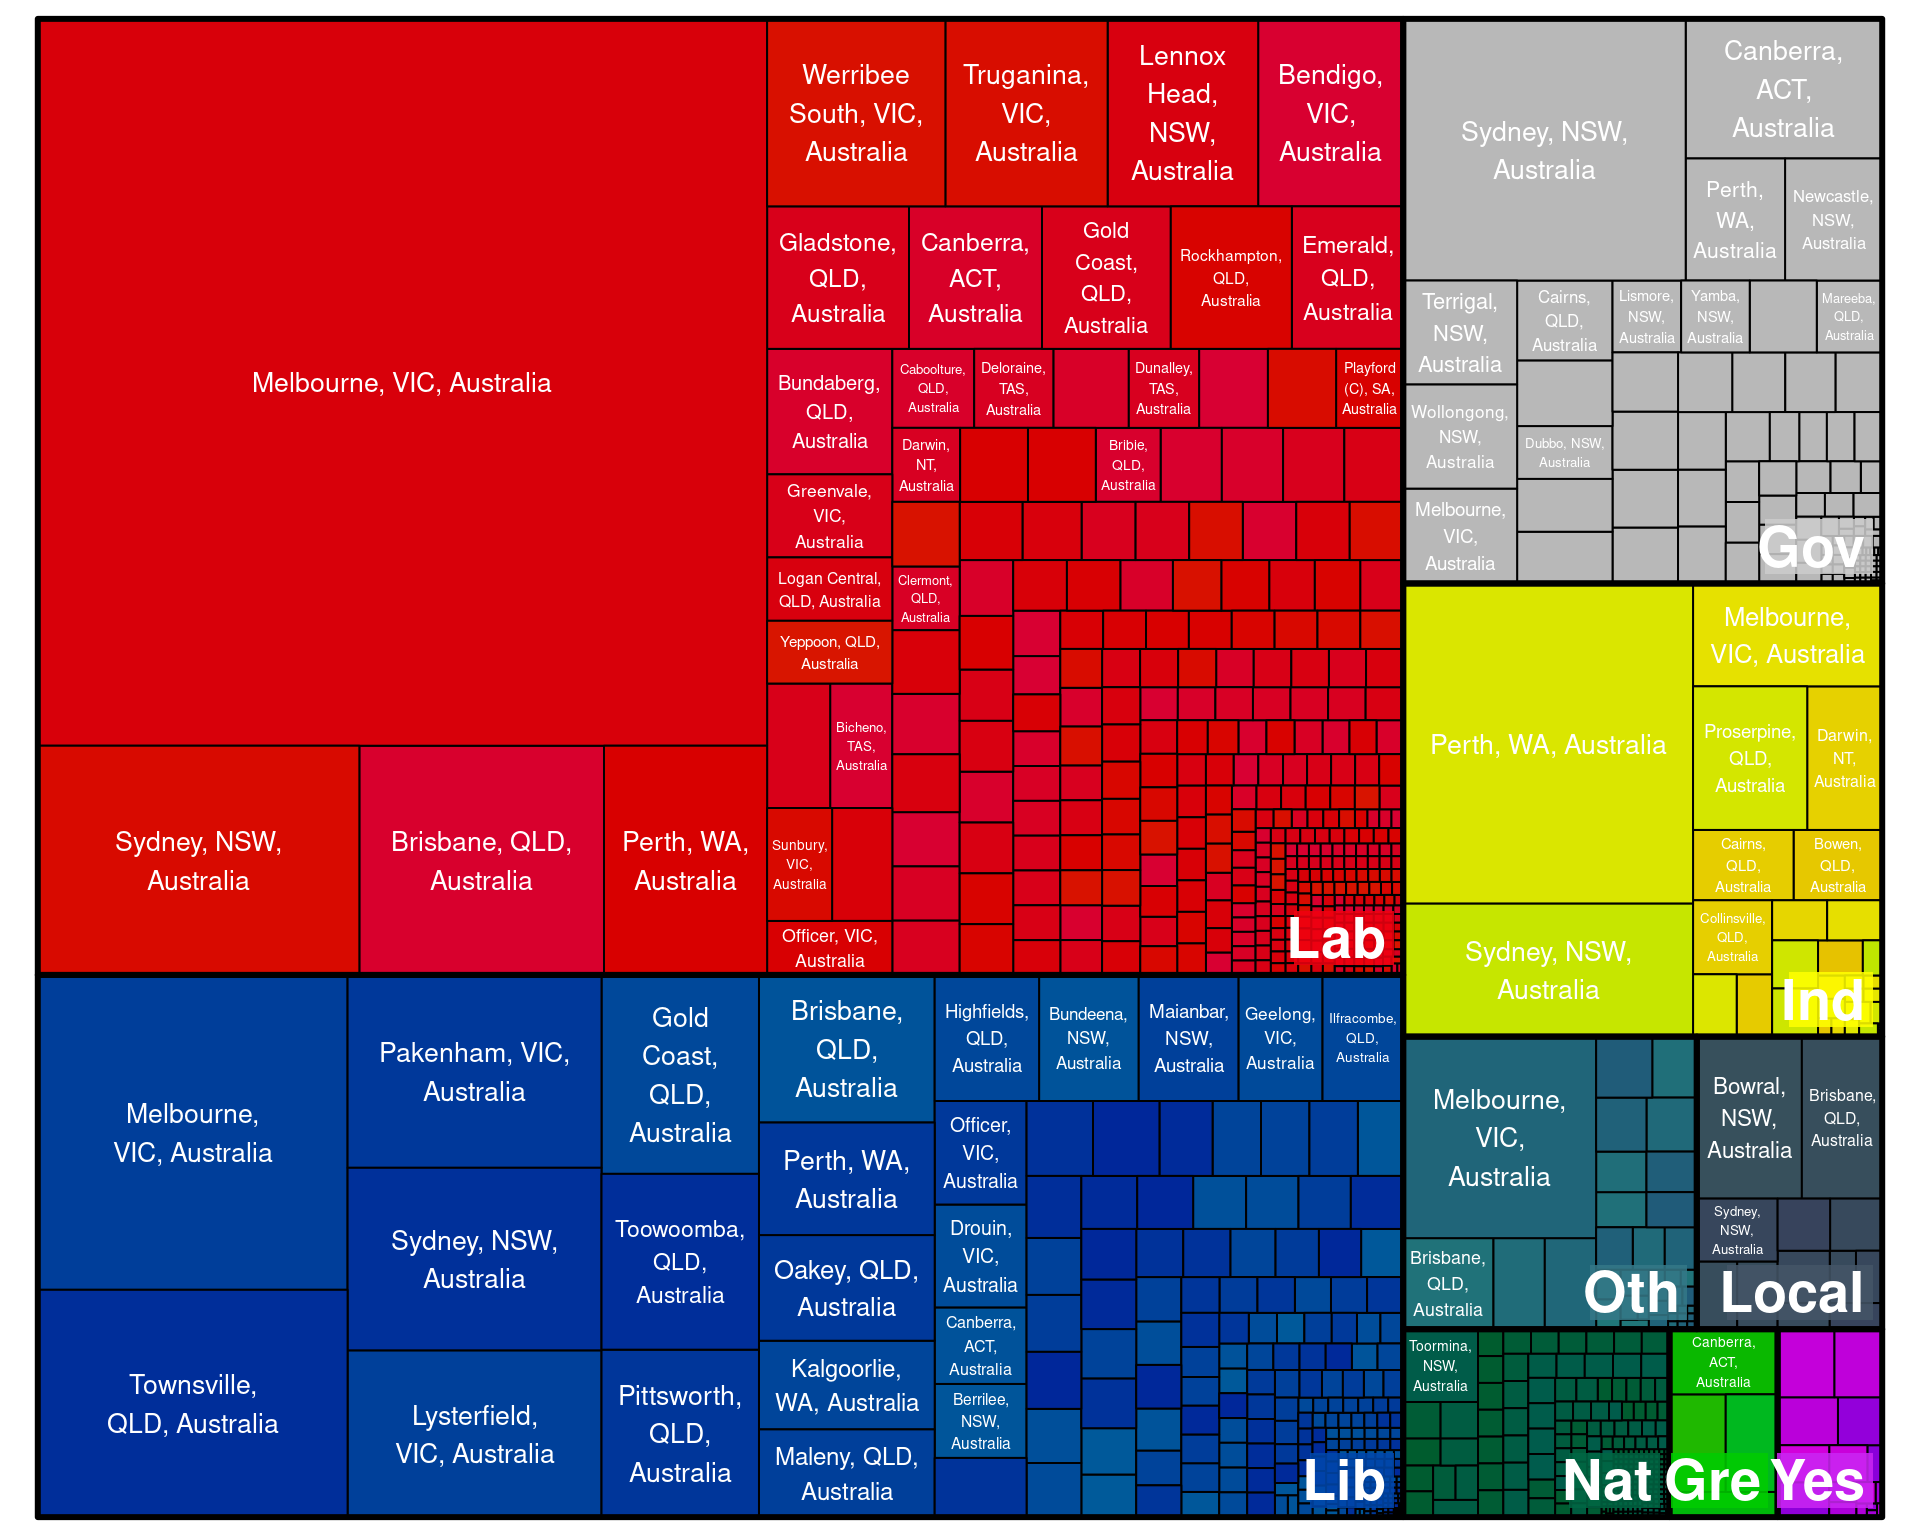 Melbourne, VIC, Australia
Sydney, NSW,
Australia
Brisbane, QLD,
Australia
Perth, WA,
Australia
Werribee
South, VIC,
Australia
Truganina,
VIC,
Australia
Lennox
Head,
NSW,
Australia
Bendigo,
VIC,
Australia
Gladstone,
QLD,
Australia
Canberra,
ACT,
Australia
Gold
Coast,
QLD,
Australia
Rockhampton,
QLD,
Australia
Emerald,
QLD,
Australia
Bundaberg,
QLD,
Australia
Caboolture,
QLD,
Australia
Deloraine,
TAS,
Australia
Dunalley,
TAS,
Australia
Playford
(C), SA,
Australia
Darwin,
NT,
Australia
Bribie,
QLD,
Australia
Greenvale,
VIC,
Australia
Logan Central,
QLD, Australia
Clermont,
QLD,
Australia
Yeppoon, QLD,
Australia
Bicheno,
TAS,
Australia
Sunbury,
VIC,
Australia
Officer, VIC,
Australia
Lab
Melbourne,
VIC, Australia
Townsville,
QLD, Australia
Pakenham, VIC,
Australia
Sydney, NSW,
Australia
Lysterfield,
VIC, Australia
Gold
Coast,
QLD,
Australia
Toowoomba,
QLD,
Australia
Pittsworth,
QLD,
Australia
Brisbane,
QLD,
Australia
Perth, WA,
Australia
Oakey, QLD,
Australia
Kalgoorlie,
WA, Australia
Maleny, QLD,
Australia
Highfields,
QLD,
Australia
Bundeena,
NSW,
Australia
Maianbar,
NSW,
Australia
Geelong,
VIC,
Australia
Ilfracombe,
QLD,
Australia
Officer,
VIC,
Australia
Drouin,
VIC,
Australia
Canberra,
ACT,
Australia
Berrilee,
NSW,
Australia
Lib
Sydney, NSW,
Australia
Canberra,
ACT,
Australia
Perth,
WA,
Australia
Newcastle,
NSW,
Australia
Terrigal,
NSW,
Australia
Cairns,
QLD,
Australia
Lismore,
NSW,
Australia
Yamba,
NSW,
Australia
Mareeba,
QLD,
Australia
Wollongong,
NSW,
Australia
Dubbo, NSW,
Australia
Melbourne,
VIC,
Australia
Gov
Perth, WA, Australia
Sydney, NSW,
Australia
Melbourne,
VIC, Australia
Proserpine,
QLD,
Australia
Darwin,
NT,
Australia
Cairns,
QLD,
Australia
Bowen,
QLD,
Australia
Collinsville,
QLD,
Australia
Ind
Melbourne,
VIC,
Australia
Brisbane,
QLD,
Australia
Oth
Bowral,
NSW,
Australia
Brisbane,
QLD,
Australia
Sydney,
NSW,
Australia
Local
Toormina,
NSW,
Australia
Nat
Canberra,
ACT,
Australia
Gre
Yes